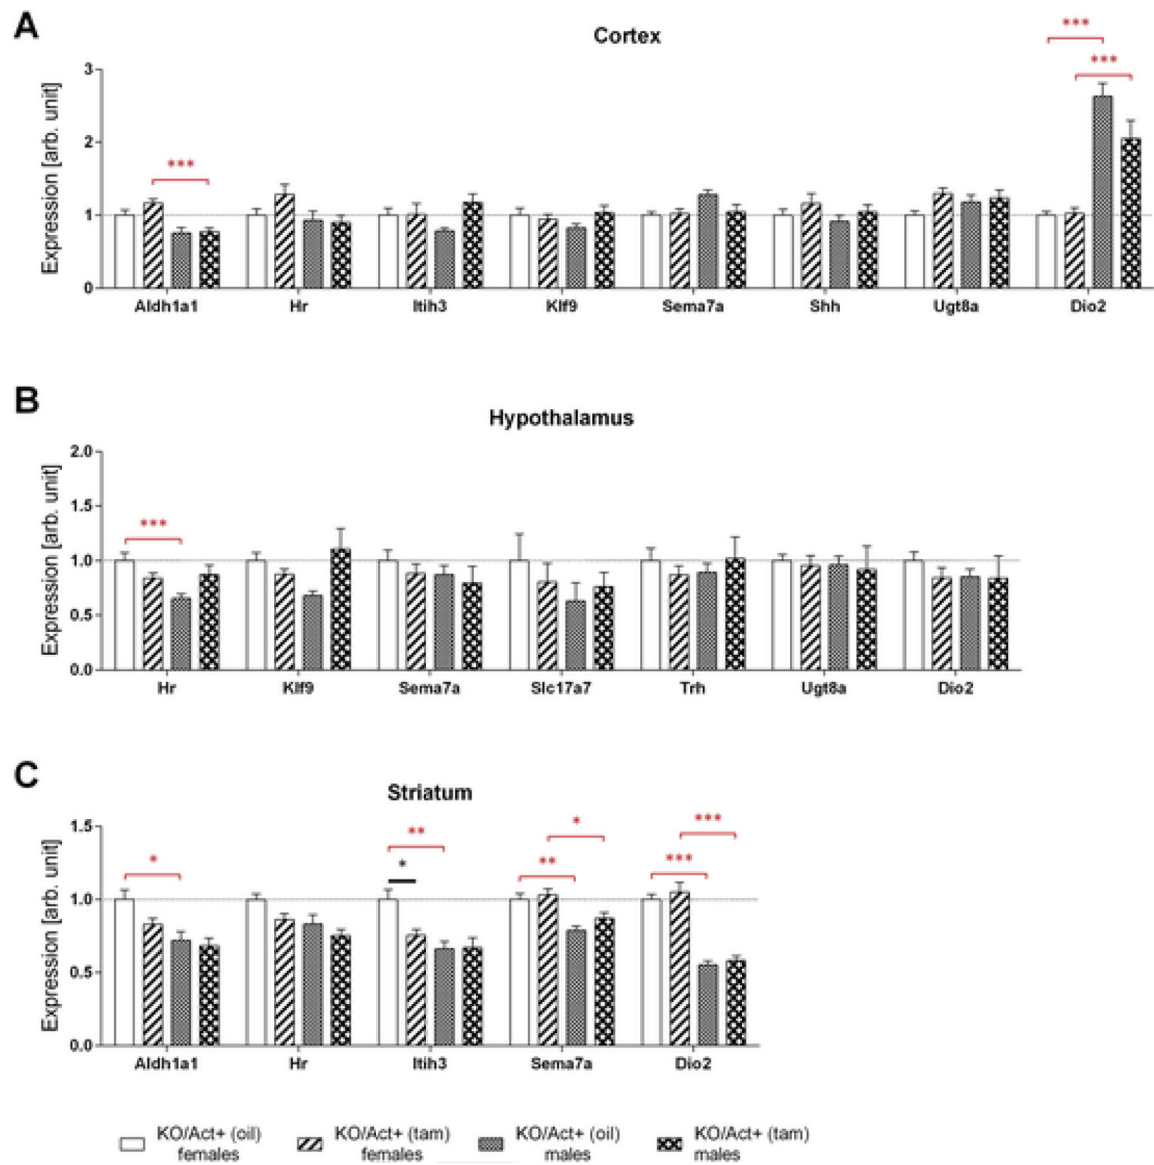 A
Cortex
***
***
***
Expression [arb. unit]
3
2
1
0
Aldh1a1 Hr Itih3 Klf9 Sema7a Shh Ugt8a Dio2
B
Hypothalamus
Expression [arb. unit]
2.0
1.5
1.0
0.5
0.0
***
Hr Klf9 Sema7a Slc17a7 Trh Ugt8a Dio2
C
Striatum
Expression [arb. unit]
1.5
1.0
0.5
0.0
*
**
*
**
*
***
***
Aldh1a1 Hr Itih3 Sema7a Dio2
KO/Act+ (oil)
females
KO/Act+ (tam)
females
KO/Act+ (oil)
males
KO/Act+ (tam)
males